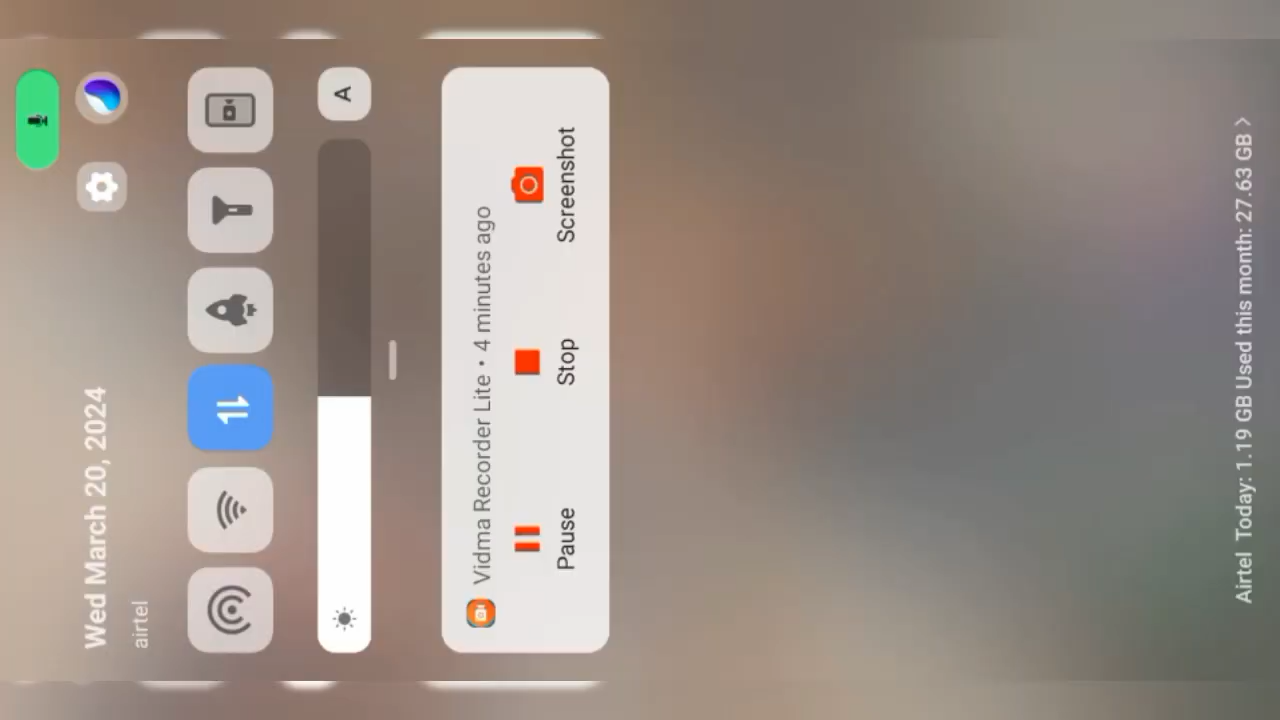 Wed March 20, 2024
airtel
A
Vidma Recorder Lite • 4 minutes ago
Pause
Stop
Screenshot
Airtel Today: 1.19 GB Used this month: 27.63 GB >